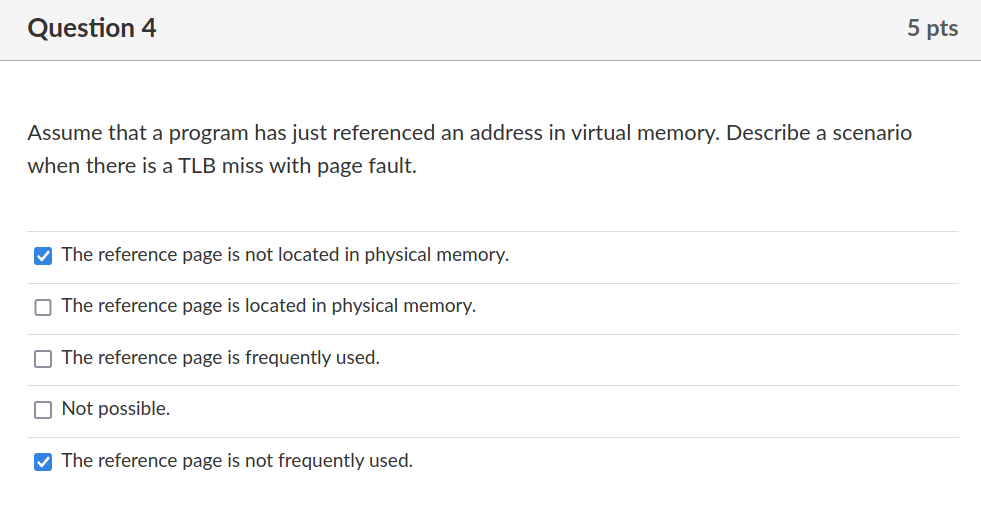 Question 4
5 pts
Assume that a program has just referenced an address in virtual memory. Describe a scenario
when there is a TLB miss with page fault.
The reference page is not located in physical memory.
The reference page is located in physical memory.
The reference page is frequently used.
Not possible.
The reference page is not frequently used.